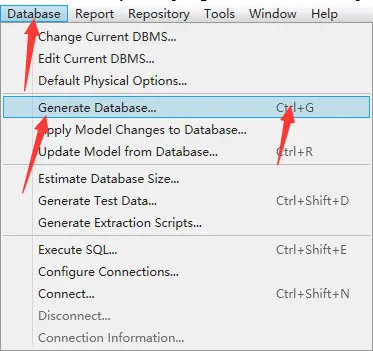 Database Report Repository Tools Window Help
Change Current DBMS...
Edit Current DBMS...
Default Physical Options...
Generate Database... Ctrl+G
Apply Model Changes to Database...
Update Model from Database... Ctrl+R
Estimate Database Size...
Generate Test Data... Ctrl+Shift+D
Generate Extraction Scripts...
Execute SQL... Ctrl+Shift+E
Configure Connections...
Connect... Ctrl+Shift+N
Disconnect...
Connection Information...